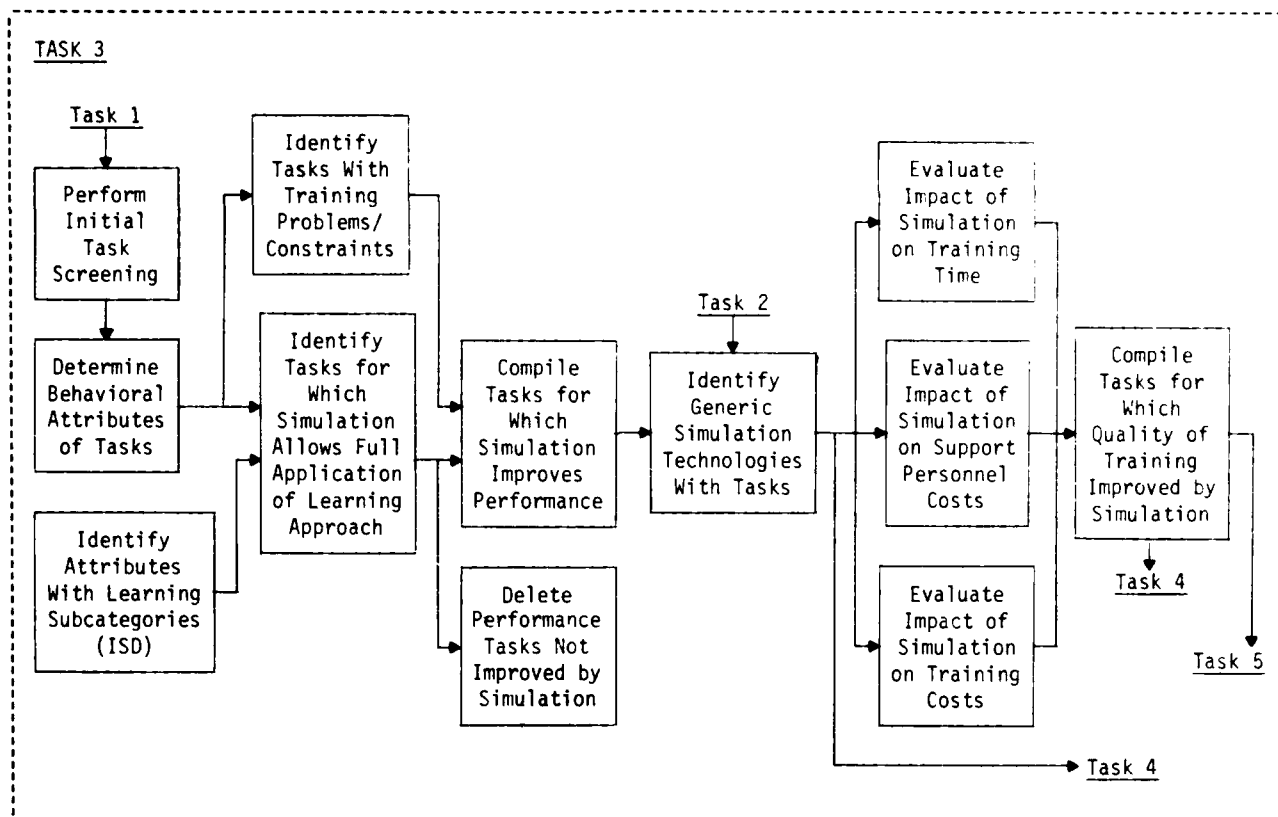 TASK 3
Task 1
Perform
Initial
Task
Screening
Determine
Behavioral
Attributes
of Tasks
Identify
Attributes
With Learning
Subcategories
(ISD)
Identify
Tasks With
Training
Problems/
Constraints
Identify
Tasks for
Which
Simulation
Allows Full
Application
of Learning
Approach
Compile
Tasks for
Which
Simulation
Improves
Performance
Delete
Performance
Tasks Not
Improved by
Simulation
Task 2
Identify
Generic
Simulation
Technologies
With Tasks
Evaluate
Impact of
Simulation
on Training
Time
Evaluate
Impact of
Simulation
on Support
Personnel
Costs
Evaluate
Impact of
Simulation
on Training
Costs
Compile
Tasks for
Which
Quality of
Training
Improved by
Simulation
Task 4
Task 5
Task 4